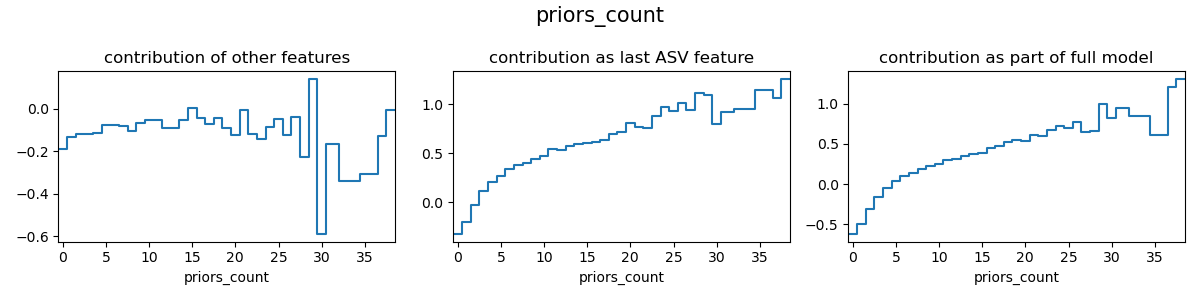 priors_count
contribution of other features
contribution as last ASV feature
contribution as part of full model
0.0
−0.2
−0.4
−0.6
0 5 10 15 20 25 30 35
priors_count
1.0
0.5
0.0
0 5 10 15 20 25 30 35
priors_count
1.0
0.5
0.0
−0.5
0 5 10 15 20 25 30 35
priors_count